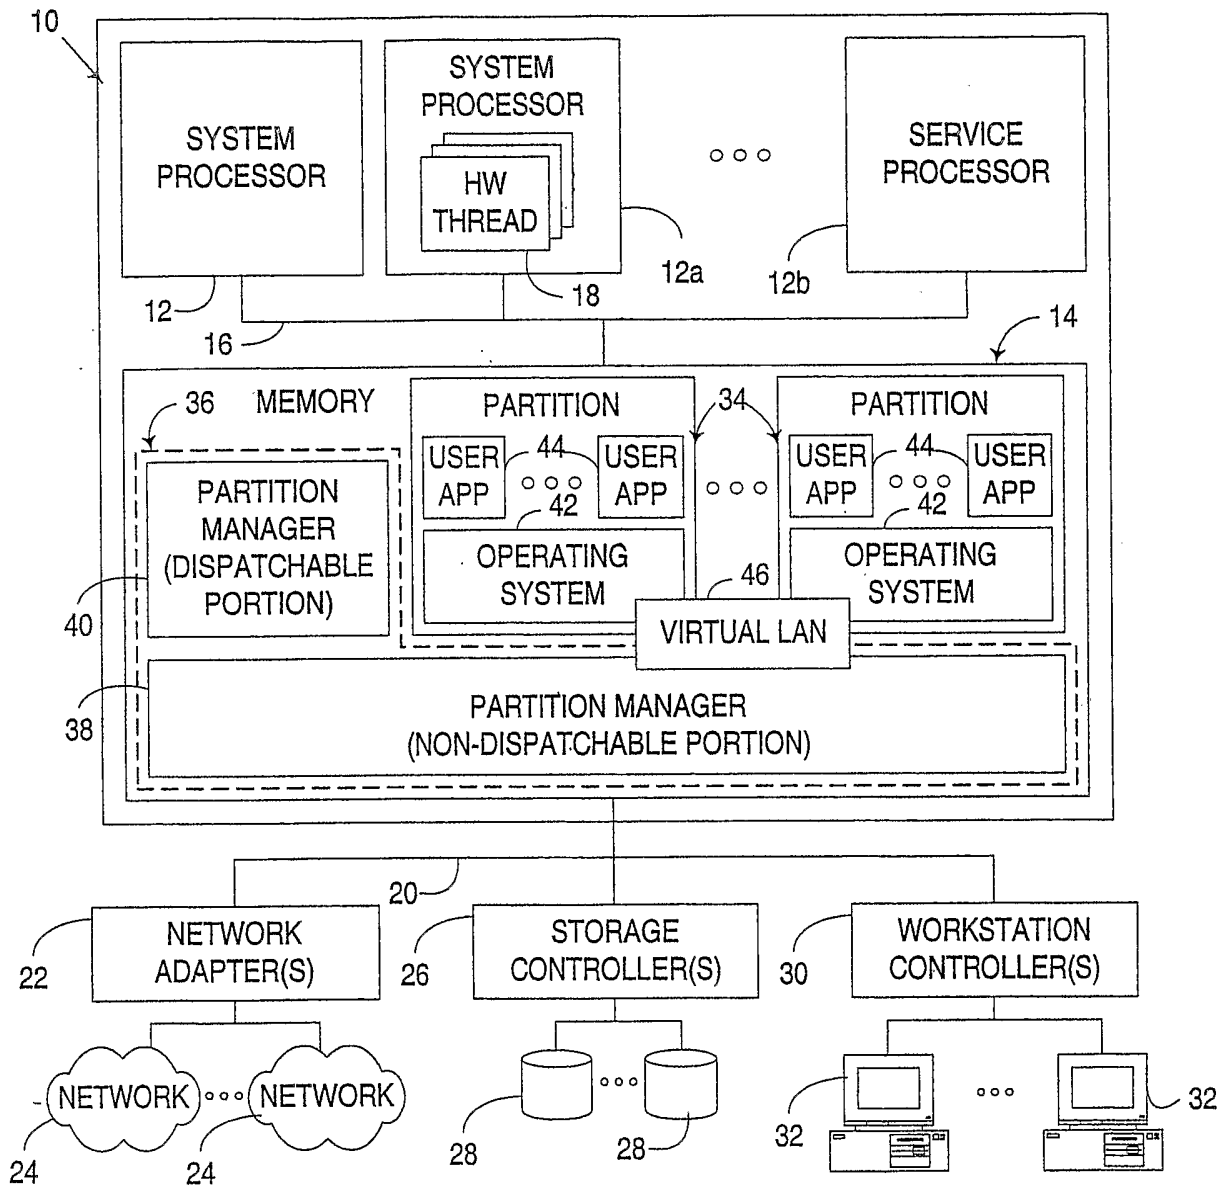 10
SYSTEM
PROCESSOR
SYSTEM
PROCESSOR
HW
THREAD
SERVICE
PROCESSOR
12
18
12a
12b
16
14
36
MEMORY
PARTITION
34
PARTITION
USER
APP
44
USER
APP
USER
APP
44
USER
APP
42
42
PARTITION
MANAGER
(DISPATCHABLE
PORTION)
OPERATING
SYSTEM
46
OPERATING
SYSTEM
40
VIRTUAL LAN
38
PARTITION MANAGER
(NON-DISPATCHABLE PORTION)
20
22
NETWORK
ADAPTER(S)
26
STORAGE
CONTROLLER(S)
30
WORKSTATION
CONTROLLER(S)
NETWORK
NETWORK
24
24
28
28
32
32